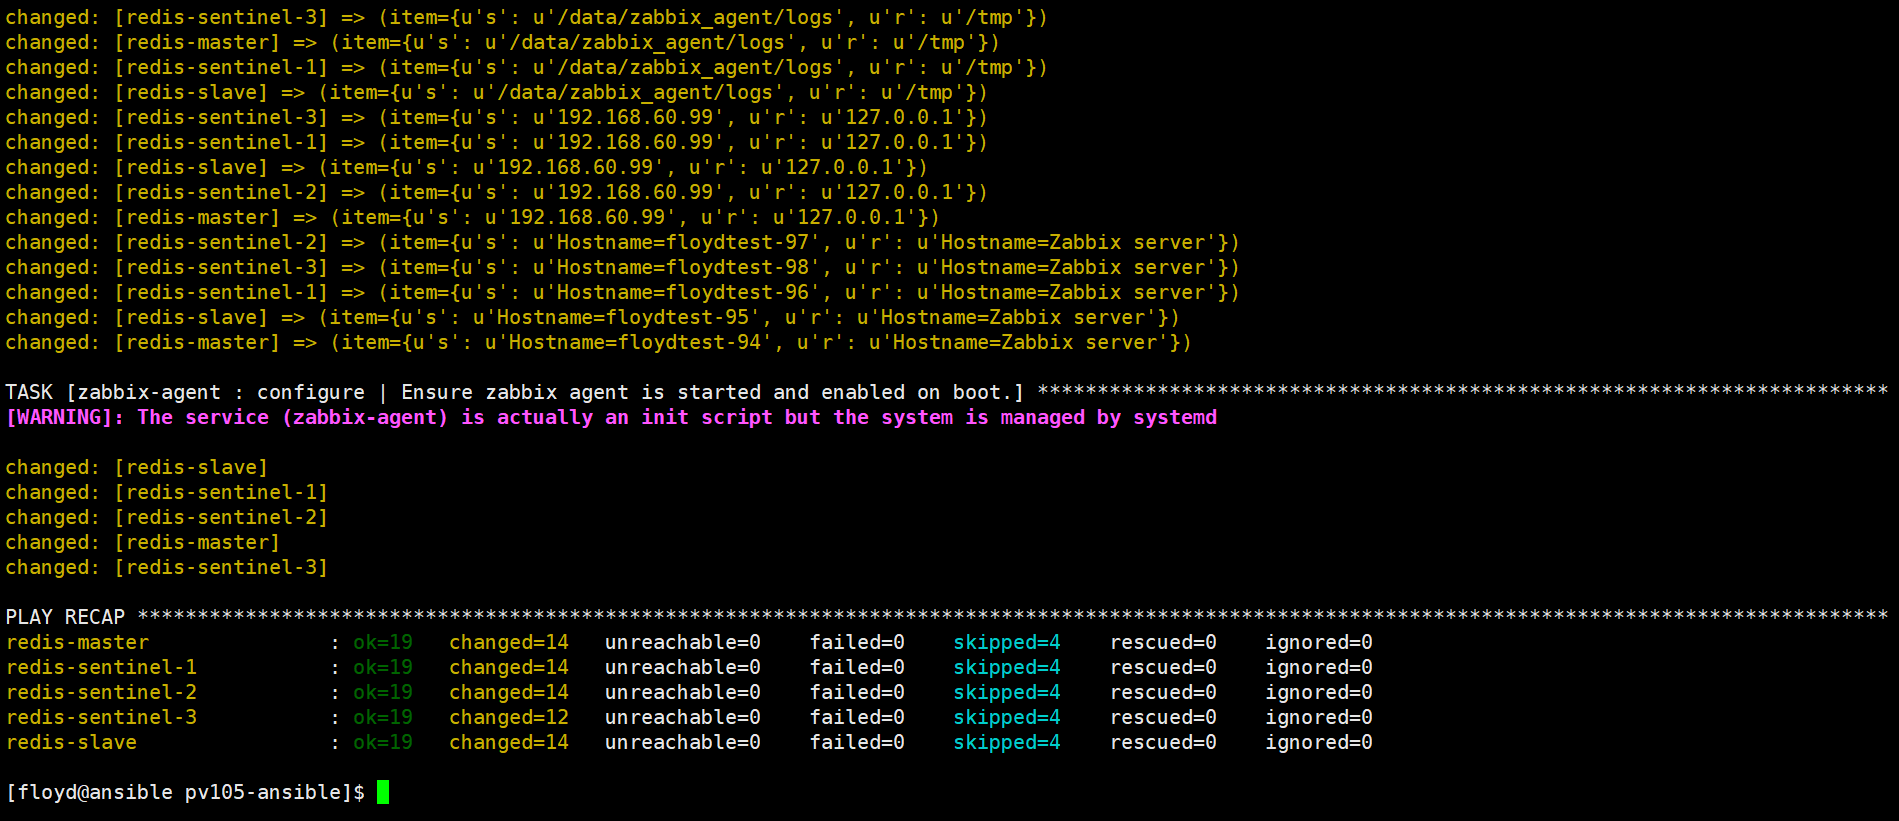 changed: [redis-sentinel-3] => (item={u's': u'/data/zabbix_agent/logs', u'r': u'/tmp'})
changed: [redis-master] => (item={u's': u'/data/zabbix_agent/logs', u'r': u'/tmp'})
changed: [redis-sentinel-1] => (item={u's': u'/data/zabbix_agent/logs', u'r': u'/tmp'})
changed: [redis-slave] => (item={u's': u'/data/zabbix_agent/logs', u'r': u'/tmp'})
changed: [redis-sentinel-3] => (item={u's': u'192.168.60.99', u'r': u'127.0.0.1'})
changed: [redis-sentinel-1] => (item={u's': u'192.168.60.99', u'r': u'127.0.0.1'})
changed: [redis-slave] => (item={u's': u'192.168.60.99', u'r': u'127.0.0.1'})
changed: [redis-sentinel-2] => (item={u's': u'192.168.60.99', u'r': u'127.0.0.1'})
changed: [redis-master] => (item={u's': u'192.168.60.99', u'r': u'127.0.0.1'})
changed: [redis-sentinel-2] => (item={u's': u'Hostname=floydtest-97', u'r': u'Hostname=Zabbix server'})
changed: [redis-sentinel-3] => (item={u's': u'Hostname=floydtest-98', u'r': u'Hostname=Zabbix server'})
changed: [redis-sentinel-1] => (item={u's': u'Hostname=floydtest-96', u'r': u'Hostname=Zabbix server'})
changed: [redis-slave] => (item={u's': u'Hostname=floydtest-95', u'r': u'Hostname=Zabbix server'})
changed: [redis-master] => (item={u's': u'Hostname=floydtest-94', u'r': u'Hostname=Zabbix server'})
TASK [zabbix-agent : configure | Ensure zabbix agent is started and enabled on boot.] ***********************************************************************
[WARNING]: The service (zabbix-agent) is actually an init script but the system is managed by systemd
changed: [redis-slave]
changed: [redis-sentinel-1]
changed: [redis-sentinel-2]
changed: [redis-master]
changed: [redis-sentinel-3]
PLAY RECAP **************************************************************************************************************************************************
redis-master : ok=19 changed=14 unreachable=0 failed=0 skipped=4 rescued=0 ignored=0
redis-sentinel-1 : ok=19 changed=14 unreachable=0 failed=0 skipped=4 rescued=0 ignored=0
redis-sentinel-2 : ok=19 changed=14 unreachable=0 failed=0 skipped=4 rescued=0 ignored=0
redis-sentinel-3 : ok=19 changed=12 unreachable=0 failed=0 skipped=4 rescued=0 ignored=0
redis-slave : ok=19 changed=14 unreachable=0 failed=0 skipped=4 rescued=0 ignored=0
[floyd@ansible pv105-ansible]$